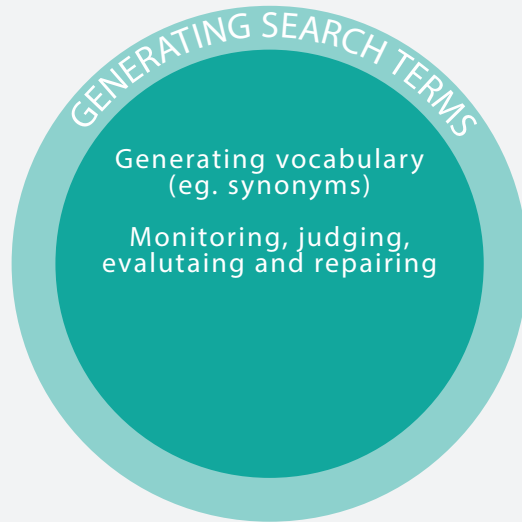 GENERATING SEARCH TERMS
Generating vocabulary
(eg. synonyms)
Monitoring, judging,
evalutaing and repairing